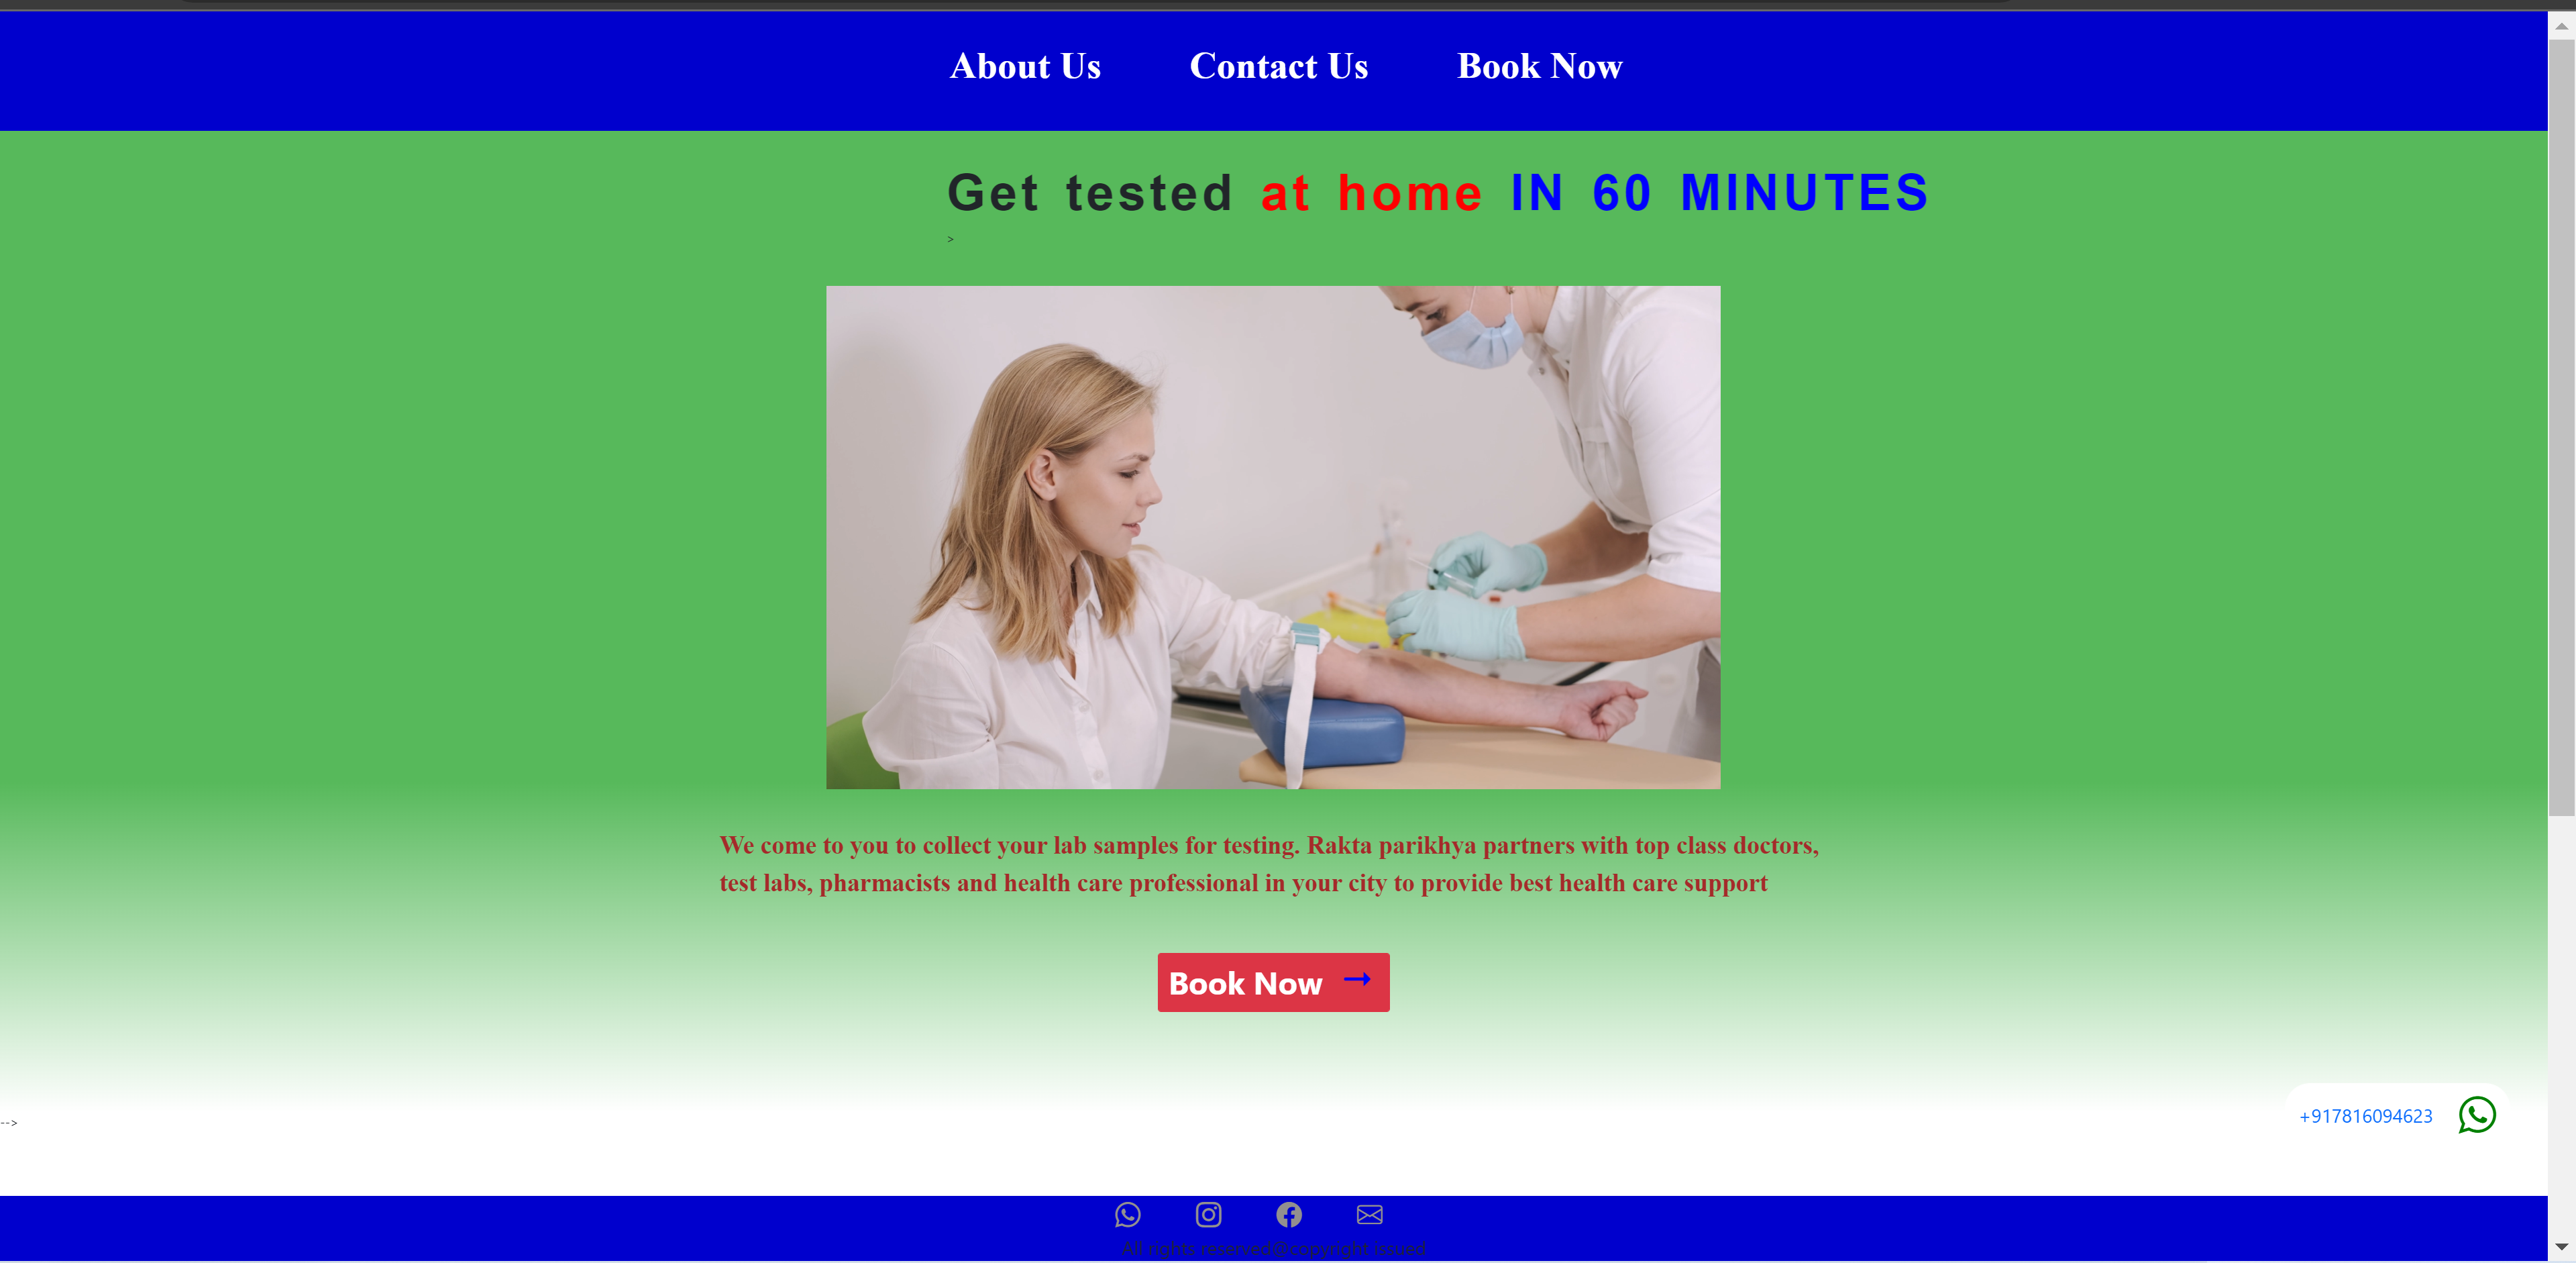 About Us Contact Us Book Now
Get tested at home IN 60 MINUTES
>
We come to you to collect your lab samples for testing. Rakta parikhya partners with top class doctors,
test labs, pharmacists and health care professional in your city to provide best health care support
Book Now →
+917816094623
-->
All rights reserved@copyright issued